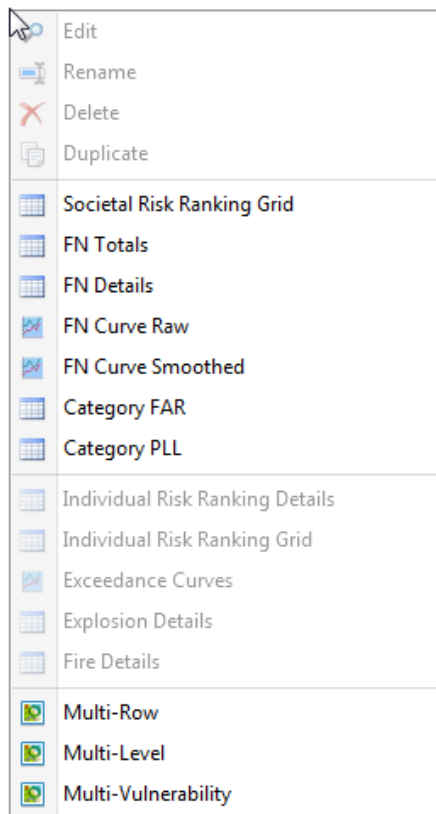 Edit
Rename
Delete
Duplicate
Societal Risk Ranking Grid
FN Totals
FN Details
FN Curve Raw
FN Curve Smoothed
Category FAR
Category PLL
Individual Risk Ranking Details
Individual Risk Ranking Grid
Exceedance Curves
Explosion Details
Fire Details
Multi-Row
Multi-Level
Multi-Vulnerability